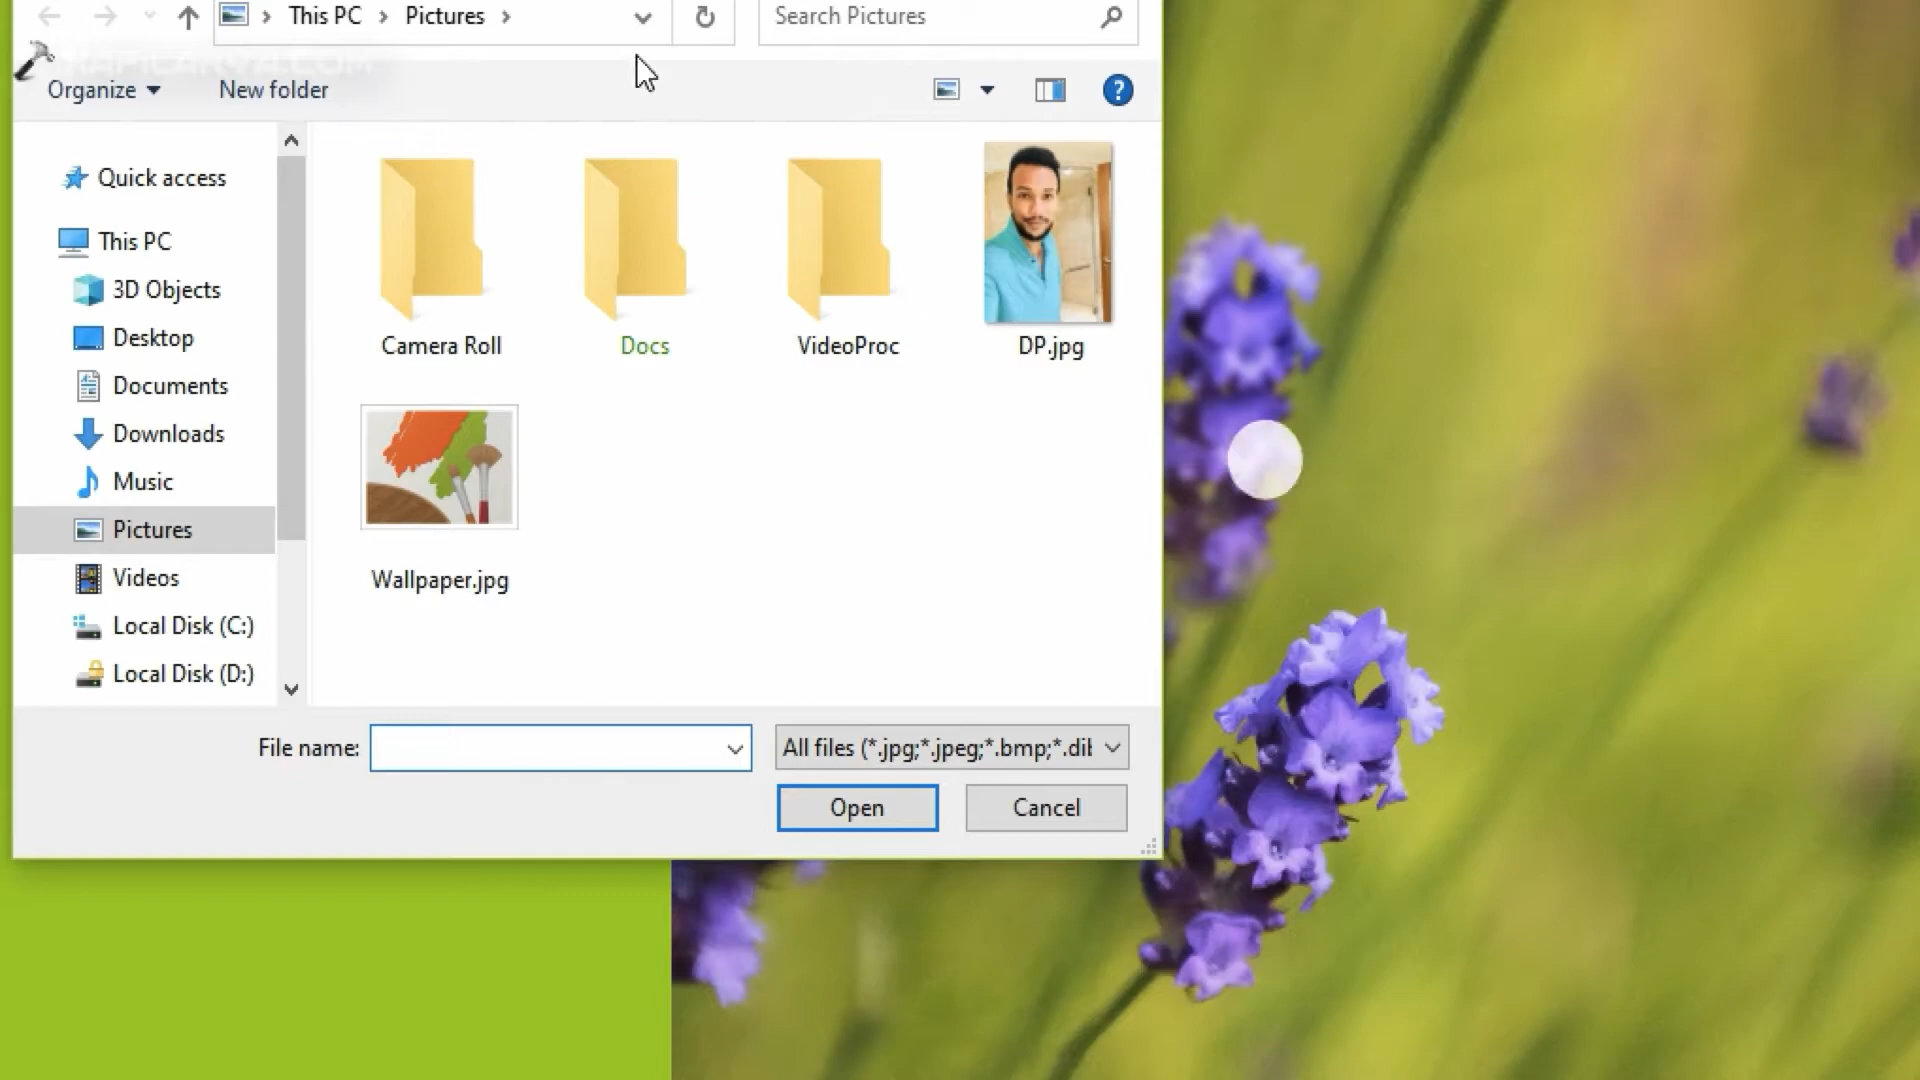 This PC
Pictures
Search Pictures
Organize
New folder
?
Quick access
This PC
3D Objects
Desktop
Documents
Downloads
Music
Pictures
Videos
Local Disk (C:)
Local Disk (D:)
Camera Roll
Docs
VideoProc
DP.jpg
Wallpaper.jpg
File name:
All files (*.jpg;*.jpeg;*.bmp;*.dib
Open
Cancel